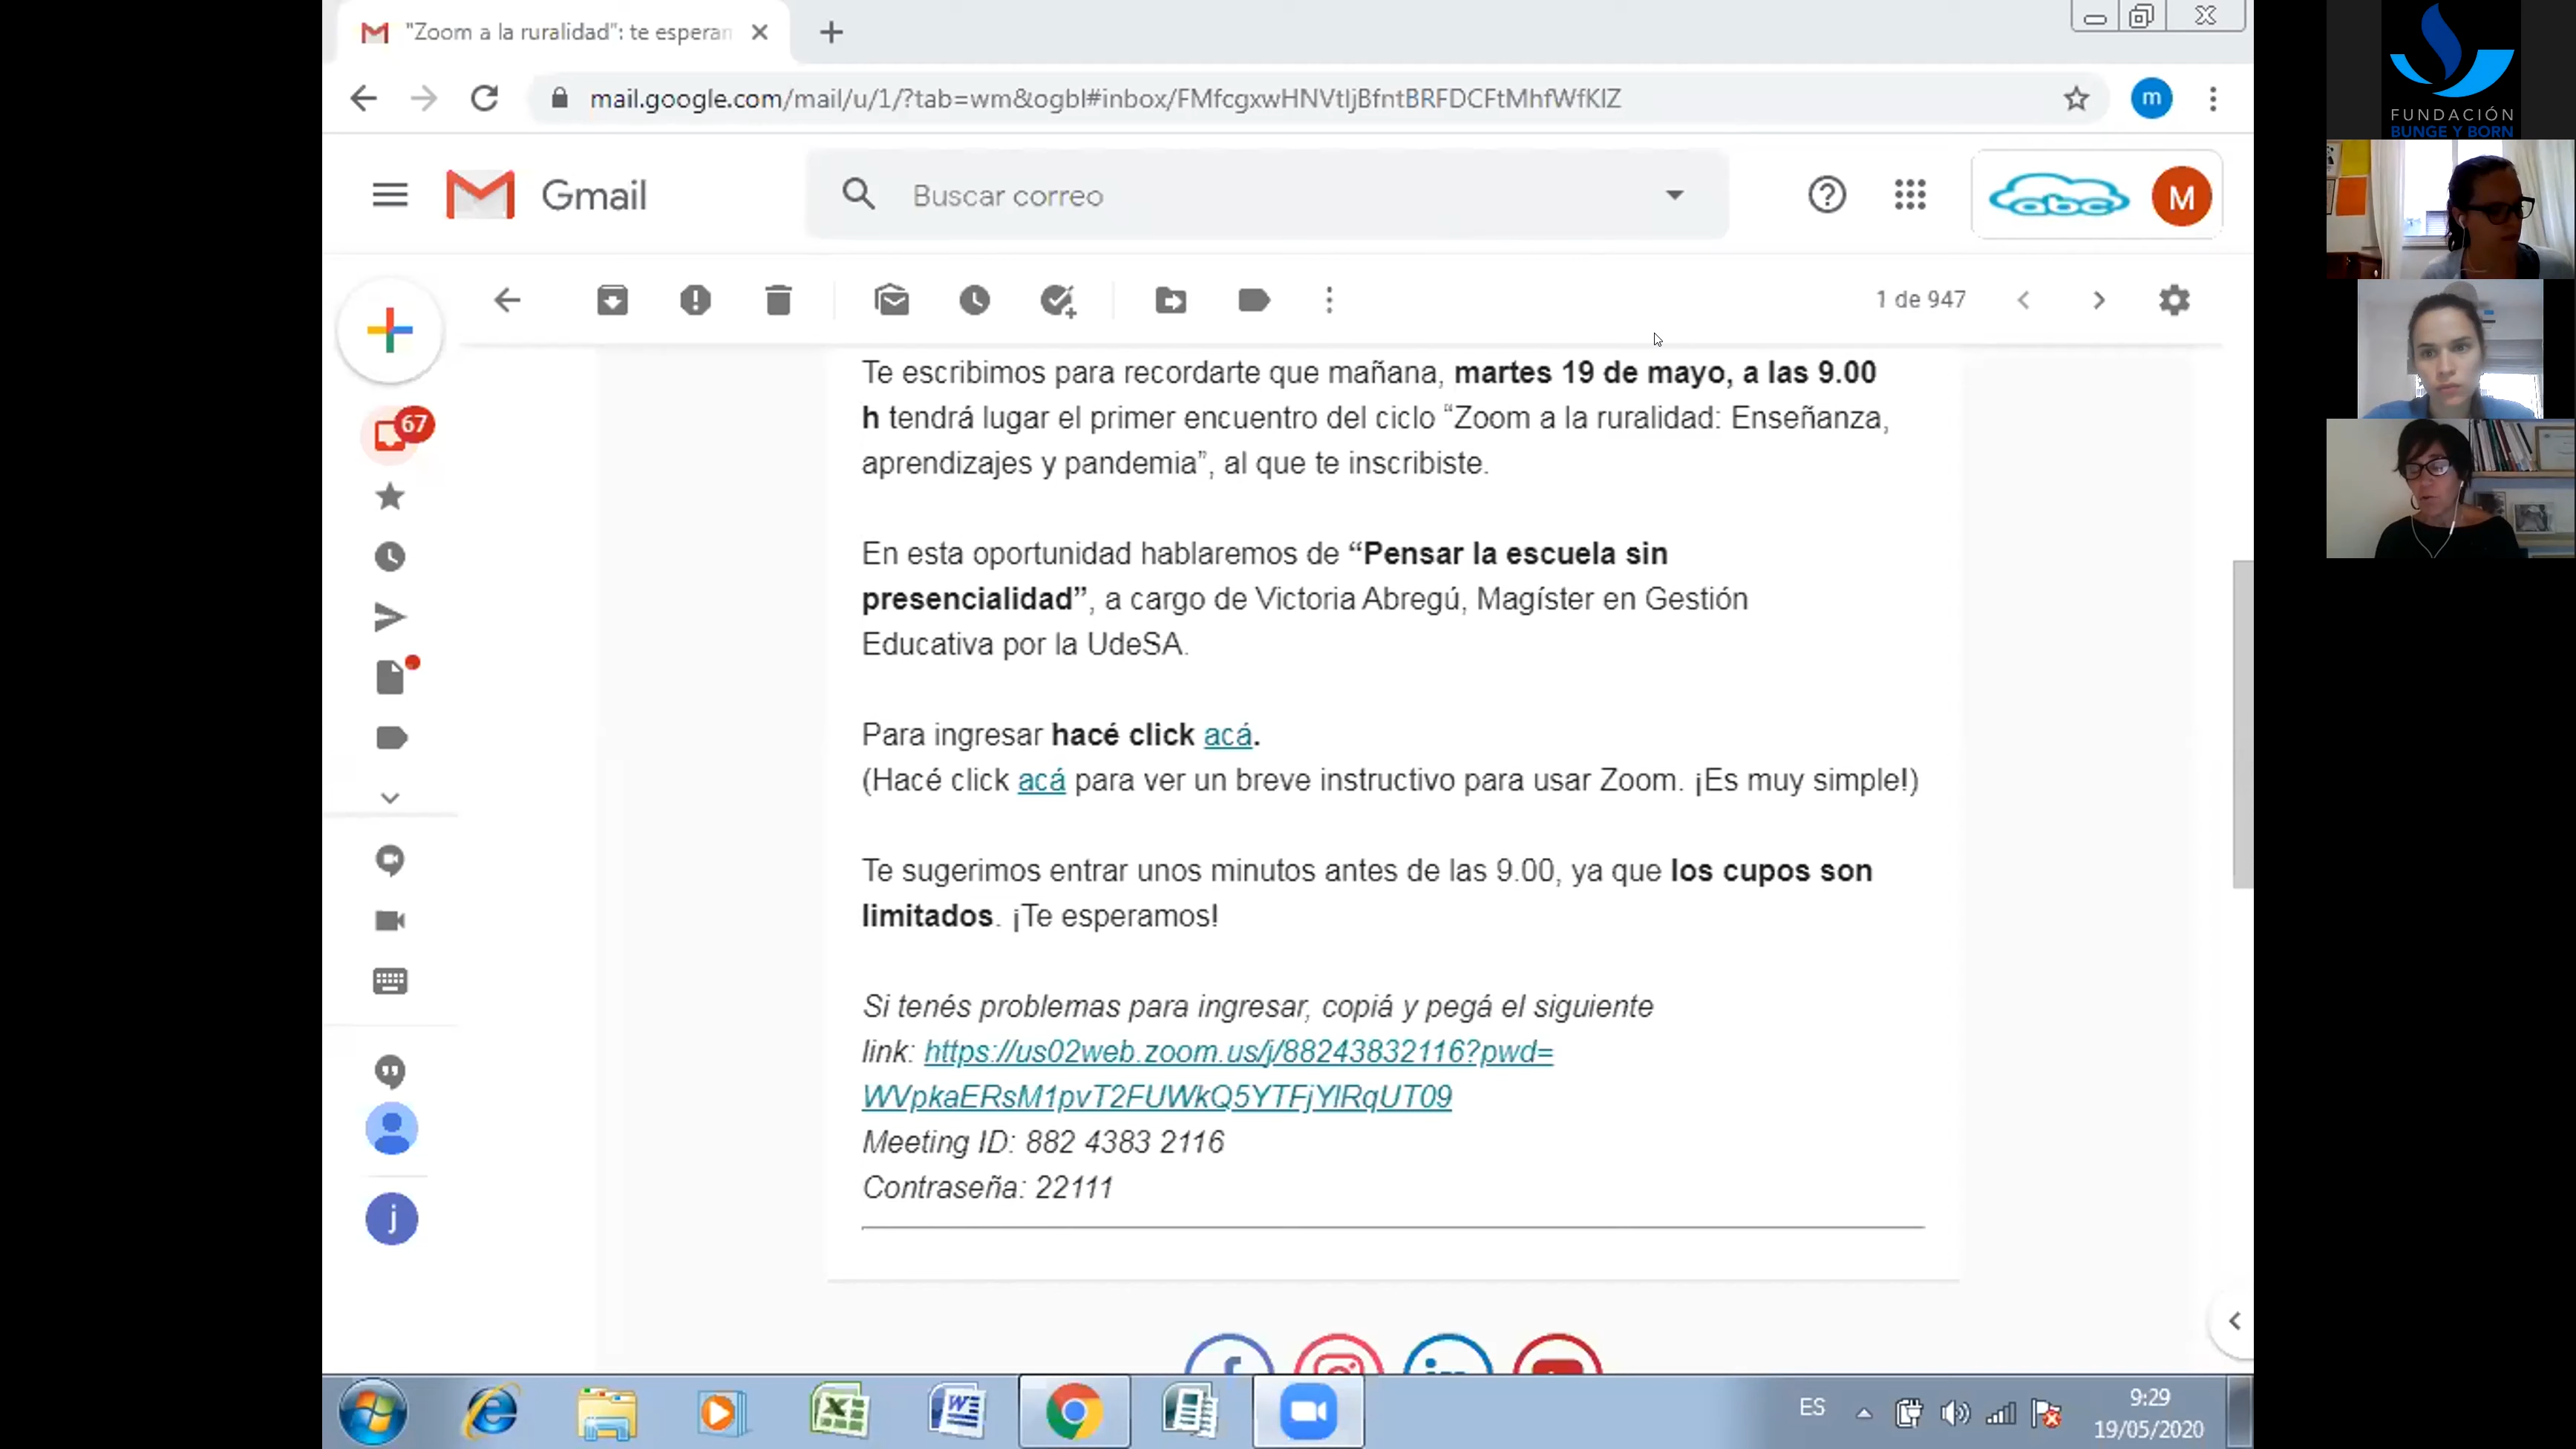 "Zoom a la ruralidad": te esperan
mail.google.com/mail/u/1/?tab=wm&ogbl#inbox/FMfcgxwHNVtljBfntBRFDCFtMhfWfKlZ
m
FUNDACIÓN
BUNGE Y BORN
Gmail
Buscar correo
abc
M
1 de 947
67
Te escribimos para recordarte que mañana, martes 19 de mayo, a las 9.00
h tendrá lugar el primer encuentro del ciclo “Zoom a la ruralidad: Enseñanza,
aprendizajes y pandemia”, al que te inscribiste.
En esta oportunidad hablaremos de “Pensar la escuela sin
presencialidad”, a cargo de Victoria Abregú, Magíster en Gestión
Educativa por la UdeSA.
Para ingresar hacé click acá.
(Hacé click acá para ver un breve instructivo para usar Zoom. ¡Es muy simple!)
Te sugerimos entrar unos minutos antes de las 9.00, ya que los cupos son
limitados. ¡Te esperamos!
Si tenés problemas para ingresar, copiá y pegá el siguiente
link: https://us02web.zoom.us/j/88243832116?pwd=
WVpkaERsM1pvT2FUWkQ5YTFjYlRqUT09
Meeting ID: 882 4383 2116
Contraseña: 22111
j
ES
9:29
19/05/2020